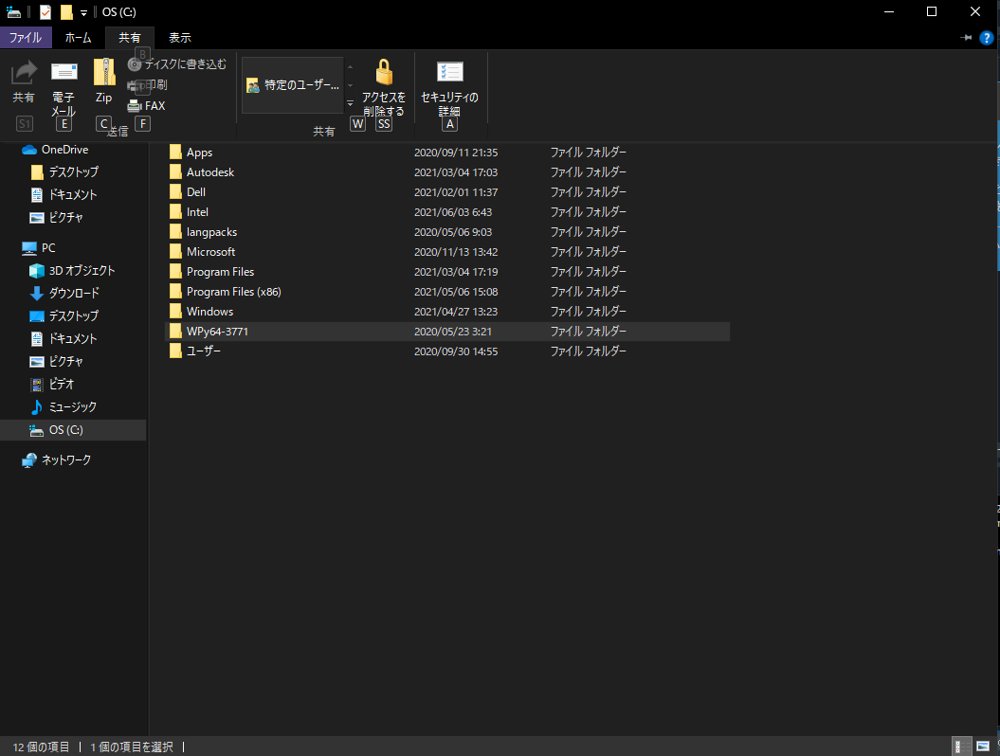 OS (C:)
ファイル ホーム 共有 表示
共有 電子メール Zip ディスクに書き込む 印刷 FAX
特定のユーザー... アクセスを削除する セキュリティの詳細
B
S1 E C F W SS A
送信 共有
OneDrive
デスクトップ
ドキュメント
ピクチャ
PC
3D オブジェクト
ダウンロード
デスクトップ
ドキュメント
ピクチャ
ビデオ
ミュージック
OS (C:)
ネットワーク
Apps 2020/09/11 21:35 ファイル フォルダー
Autodesk 2021/03/04 17:03 ファイル フォルダー
Dell 2021/02/01 11:37 ファイル フォルダー
Intel 2021/06/03 6:43 ファイル フォルダー
langpacks 2020/05/06 9:03 ファイル フォルダー
Microsoft 2020/11/13 13:42 ファイル フォルダー
Program Files 2021/03/04 17:19 ファイル フォルダー
Program Files (x86) 2021/05/06 15:08 ファイル フォルダー
Windows 2021/04/27 13:23 ファイル フォルダー
WPy64-3771 2020/05/23 3:21 ファイル フォルダー
ユーザー 2020/09/30 14:55 ファイル フォルダー
12 個の項目 1 個の項目を選択